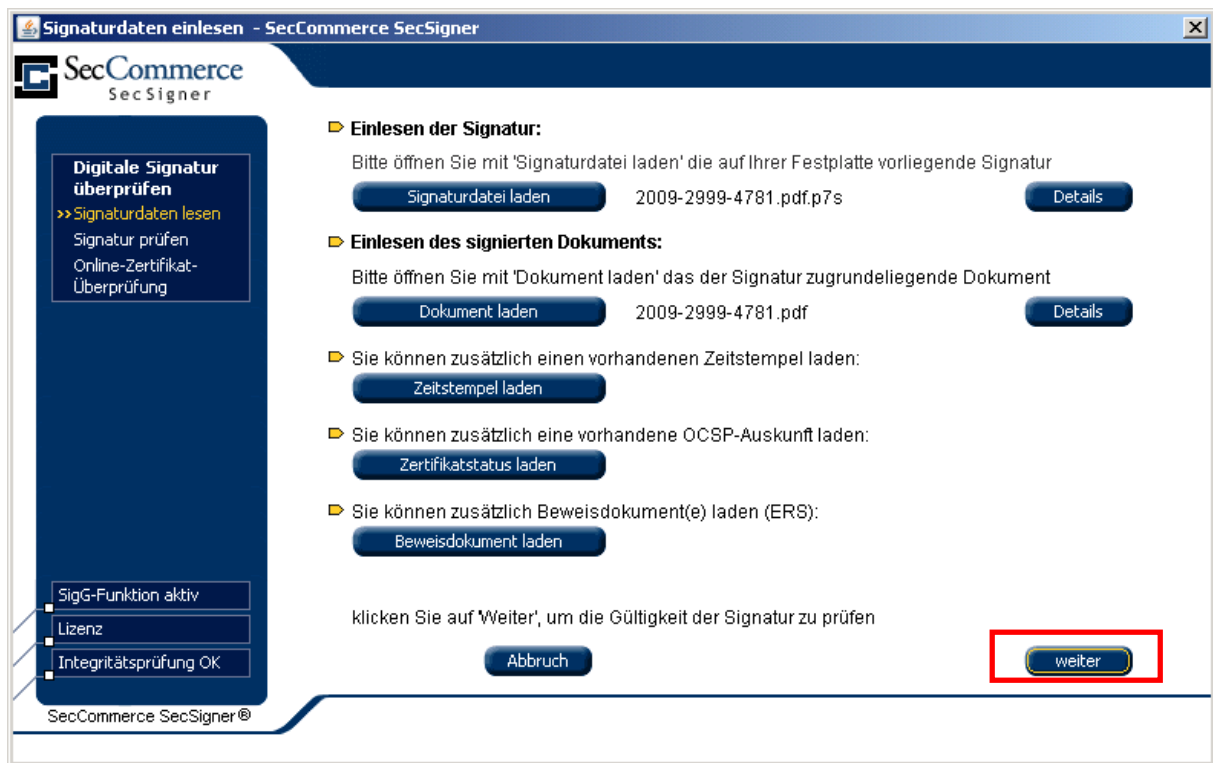 Signaturdaten einlesen - SecCommerce SecSigner
SecCommerce
SecSigner
Digitale Signatur
überprüfen
>>Signaturdaten lesen
Signatur prüfen
Online-Zertifikat-
Überprüfung
SigG-Funktion aktiv
Lizenz
Integritätsprüfung OK
SecCommerce SecSigner®
Einlesen der Signatur:
Bitte öffnen Sie mit 'Signaturdatei laden' die auf Ihrer Festplatte vorliegende Signatur
Signaturdatei laden 2009-2999-4781.pdf.p7s Details
Einlesen des signierten Dokuments:
Bitte öffnen Sie mit 'Dokument laden' das der Signatur zugrundeliegende Dokument
Dokument laden 2009-2999-4781.pdf Details
Sie können zusätzlich einen vorhandenen Zeitstempel laden:
Zeitstempel laden
Sie können zusätzlich eine vorhandene OCSP-Auskunft laden:
Zertifikatstatus laden
Sie können zusätzlich Beweisdokument(e) laden (ERS):
Beweisdokument laden
klicken Sie auf 'Weiter', um die Gültigkeit der Signatur zu prüfen
Abbruch weiter